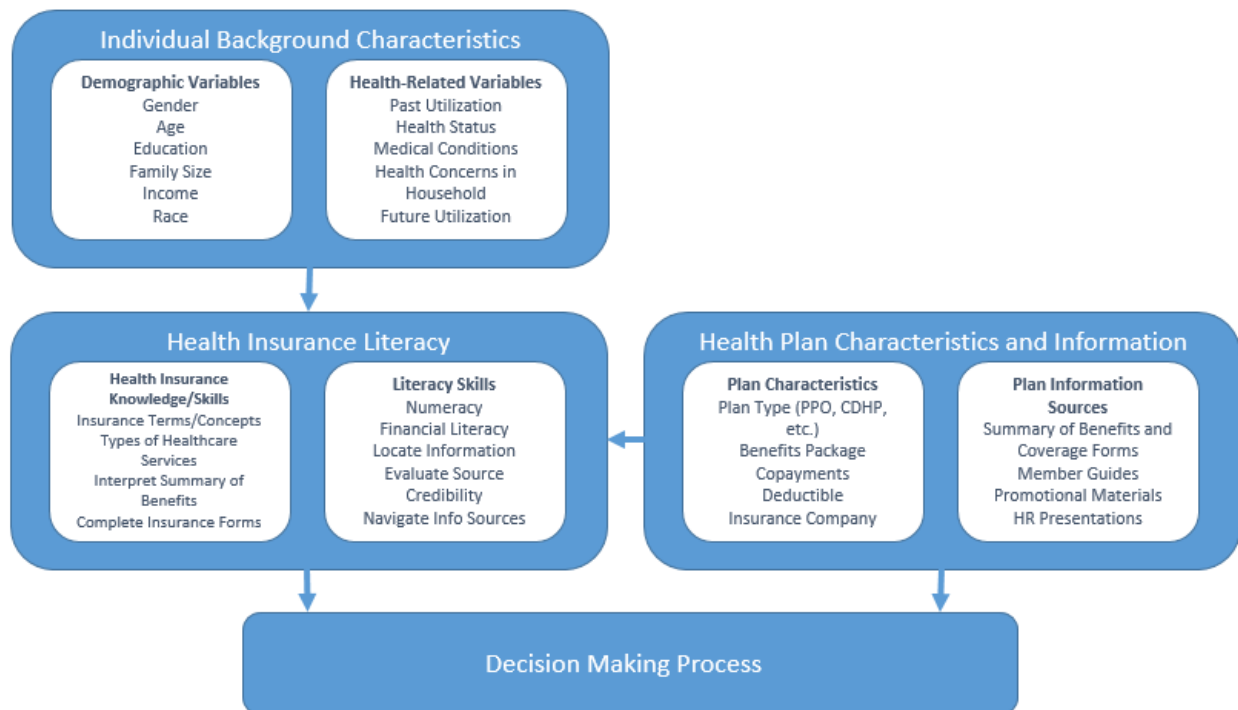 Individual Background Characteristics
Demographic Variables
Gender
Age
Education
Family Size
Income
Race
Health-Related Variables
Past Utilization
Health Status
Medical Conditions
Health Concerns in
Household
Future Utilization
Health Insurance Literacy
Health Insurance
Knowledge/Skills
Insurance Terms/Concepts
Types of Healthcare
Services
Interpret Summary of
Benefits
Complete Insurance Forms
Literacy Skills
Numeracy
Financial Literacy
Locate Information
Evaluate Source
Credibility
Navigate Info Sources
Health Plan Characteristics and Information
Plan Characteristics
Plan Type (PPO, CDHP,
etc.)
Benefits Package
Copayments
Deductible
Insurance Company
Plan Information
Sources
Summary of Benefits and
Coverage Forms
Member Guides
Promotional Materials
HR Presentations
Decision Making Process